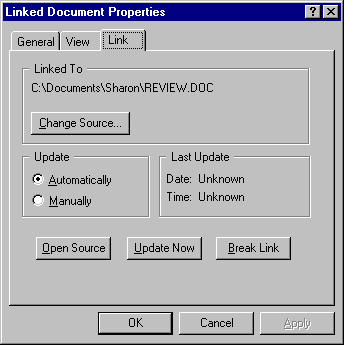 Linked Document Properties
General View Link
Linked To
C:\Documents\Sharon\REVIEW.DOC
Change Source...
Update
Automatically
Manually
Last Update
Date: Unknown
Time: Unknown
Open Source Update Now Break Link
OK Cancel Apply